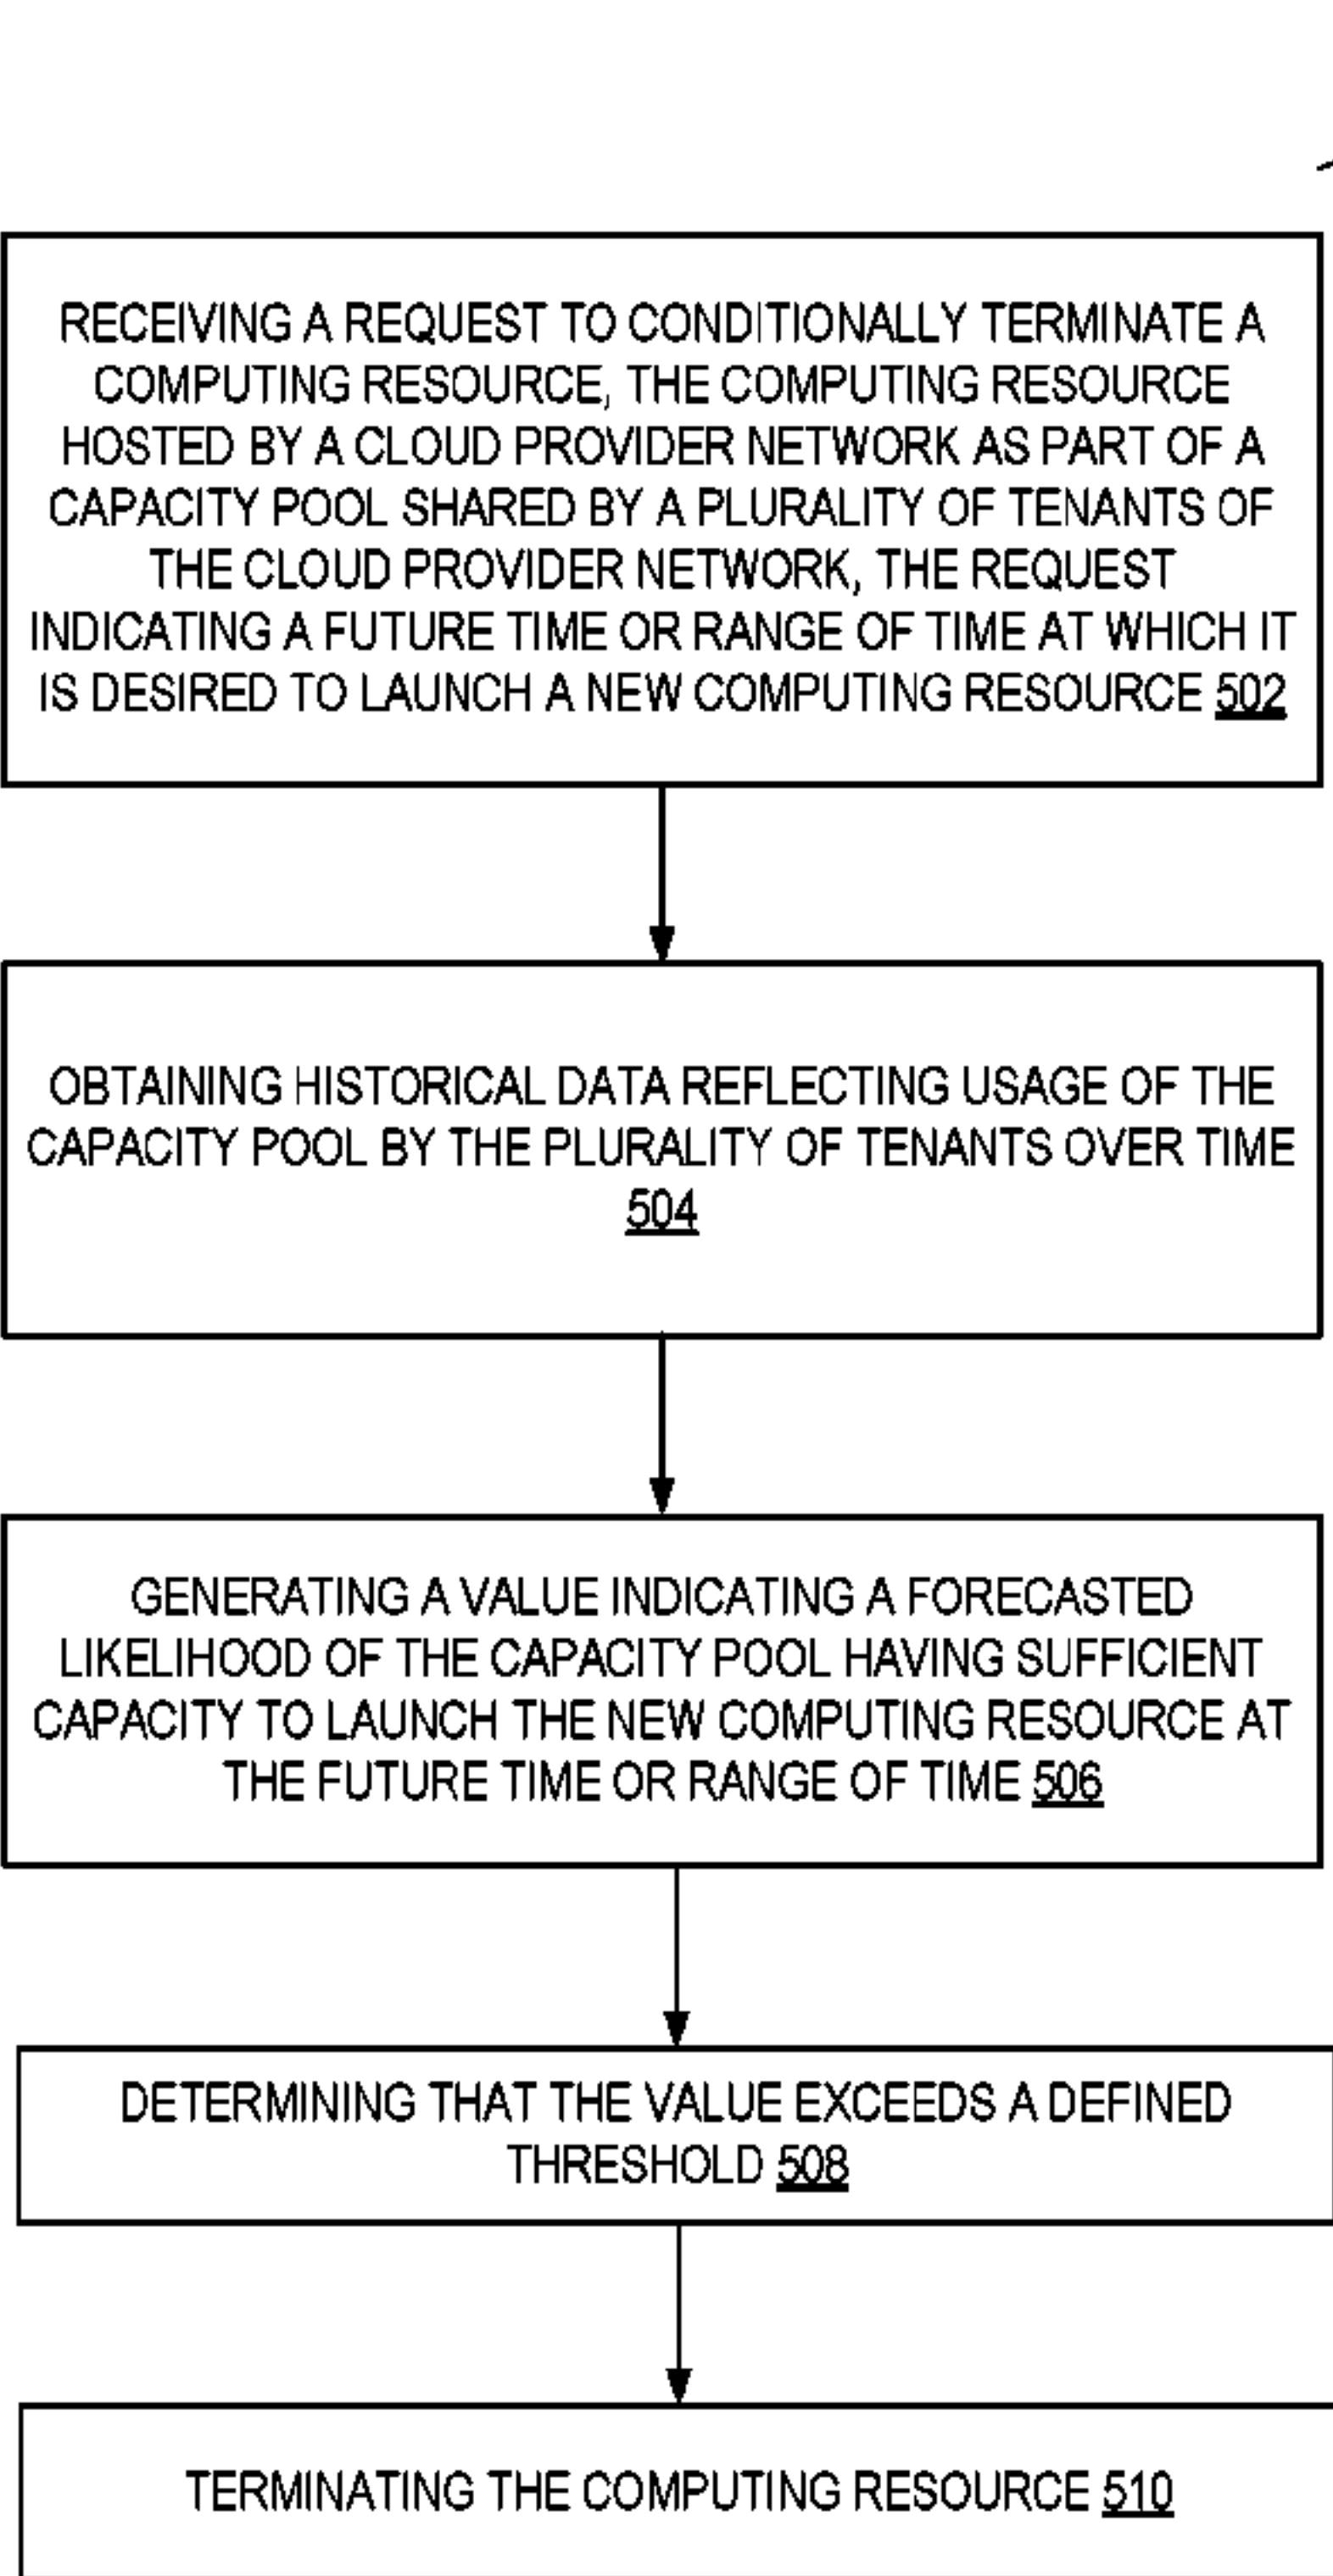 RECEIVING A REQUEST TO CONDITIONALLY TERMINATE A
COMPUTING RESOURCE, THE COMPUTING RESOURCE
HOSTED BY A CLOUD PROVIDER NETWORK AS PART OF A
CAPACITY POOL SHARED BY A PLURALITY OF TENANTS OF
THE CLOUD PROVIDER NETWORK, THE REQUEST
INDICATING A FUTURE TIME OR RANGE OF TIME AT WHICH IT
IS DESIRED TO LAUNCH A NEW COMPUTING RESOURCE 502
OBTAINING HISTORICAL DATA REFLECTING USAGE OF THE
CAPACITY POOL BY THE PLURALITY OF TENANTS OVER TIME
504
GENERATING A VALUE INDICATING A FORECASTED
LIKELIHOOD OF THE CAPACITY POOL HAVING SUFFICIENT
CAPACITY TO LAUNCH THE NEW COMPUTING RESOURCE AT
THE FUTURE TIME OR RANGE OF TIME 506
DETERMINING THAT THE VALUE EXCEEDS A DEFINED
THRESHOLD 508
TERMINATING THE COMPUTING RESOURCE 510